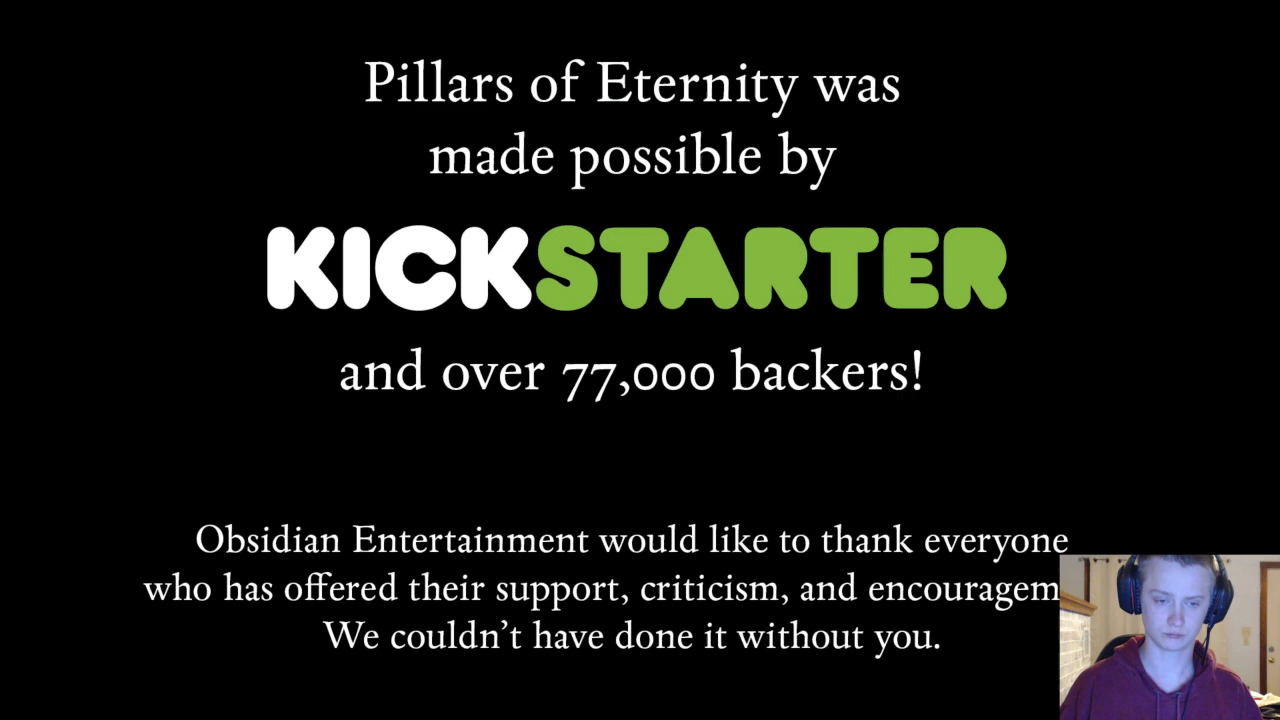 Pillars of Eternity was
made possible by
KICKSTARTER
and over 77,000 backers!
Obsidian Entertainment would like to thank everyone
who has offered their support, criticism, and encouragem
We couldn't have done it without you.